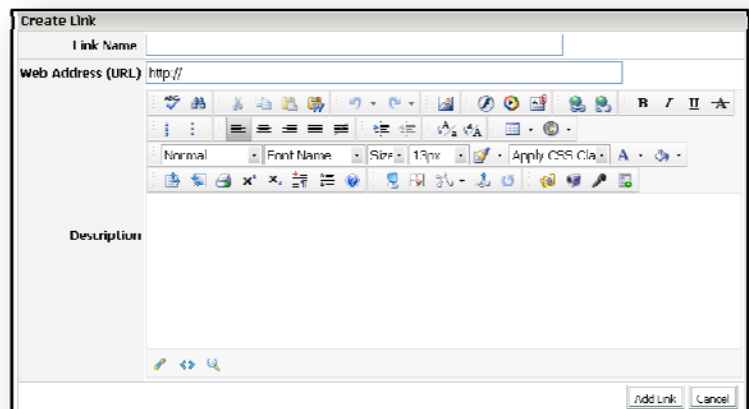 Create Link
Link Name
Web Address (URL) http://
ABC
B I U A
Normal Font Name Size 13px Apply CSS Cla A
Description
Add Link Cancel